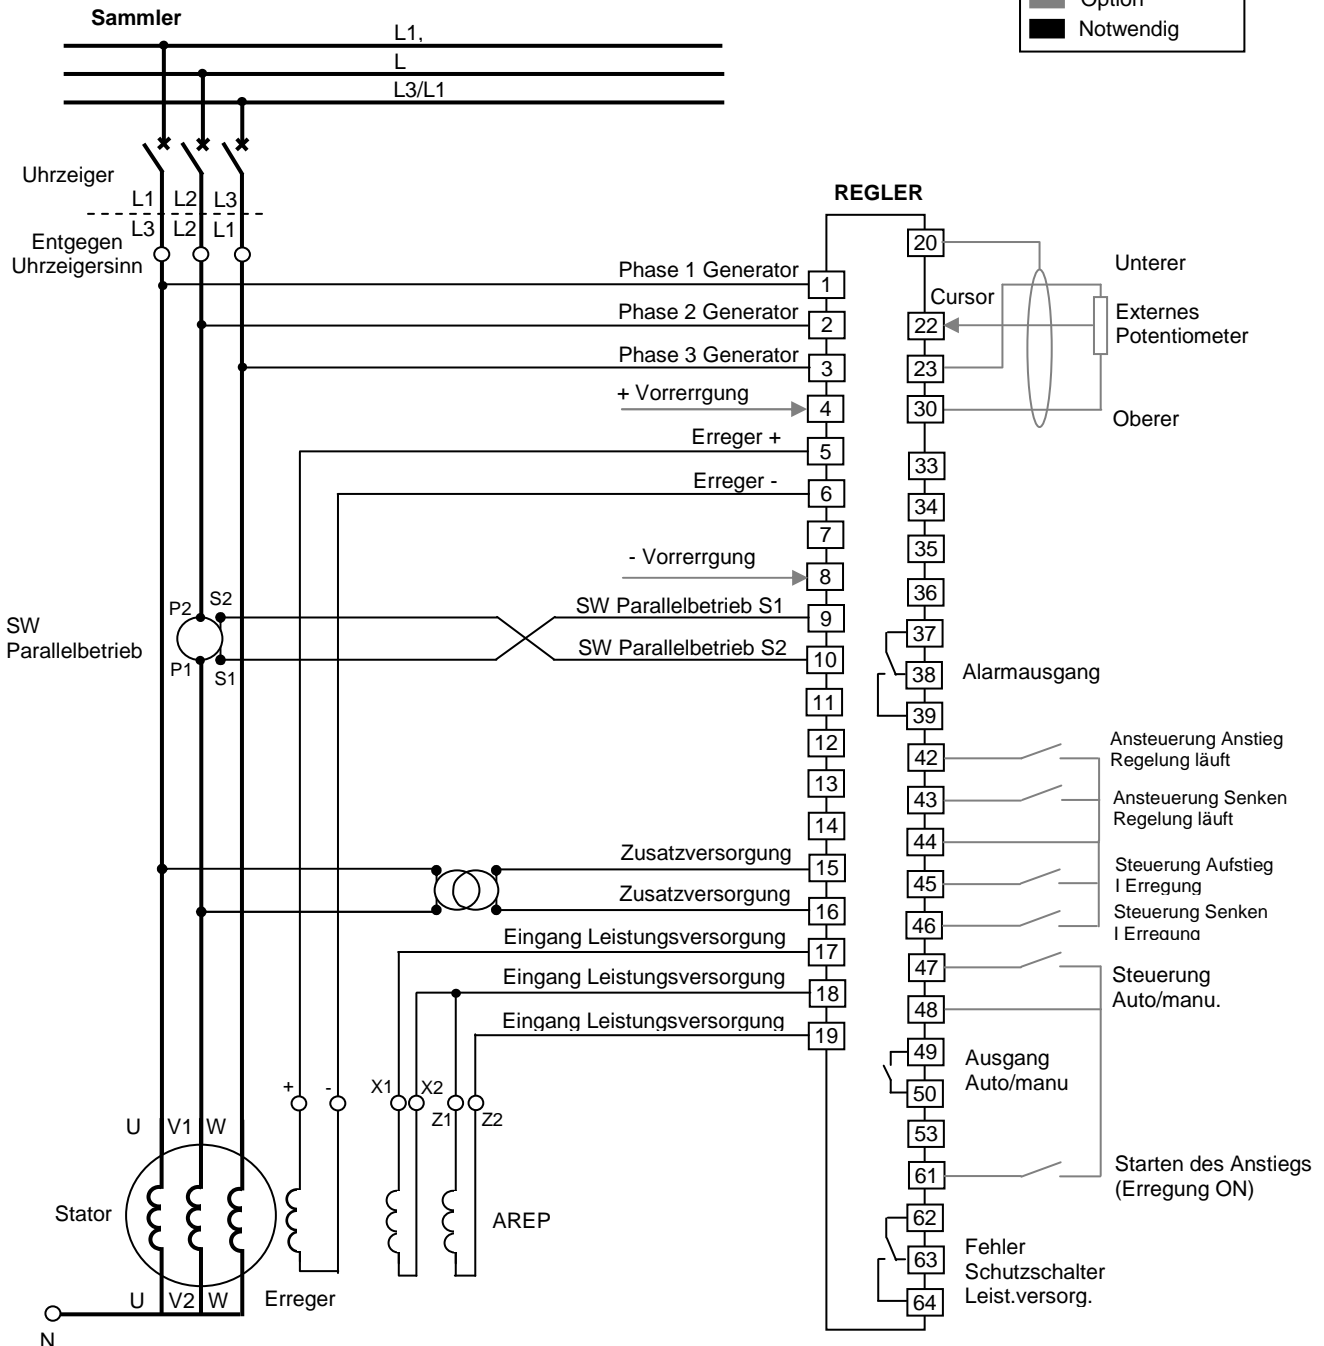 Sammler
Option
Notwendig
L1,
L
L3/L1
Uhrzeiger
L1 L2 L3
L3 L2 L1
Entgegen
Uhrzeigersinn
REGLER
Phase 1 Generator
1
Phase 2 Generator
2
Phase 3 Generator
3
+ Vorrerrgung
4
Erreger +
5
Erreger -
6
7
- Vorrerrgung
8
SW Parallelbetrieb S1
9
SW Parallelbetrieb S2
10
11
12
13
14
Zusatzversorgung
15
Zusatzversorgung
16
Eingang Leistungsversorgung
17
Eingang Leistungsversorgung
18
Eingang Leistungsversorgung
19
20
Unterer
Cursor
22
Externes
Potentiometer
23
30
Oberer
33
34
35
36
37
38
Alarmausgang
39
42
Ansteuerung Anstieg
Regelung läuft
43
Ansteuerung Senken
Regelung läuft
44
45
Steuerung Aufstieg
I Erregung
46
Steuerung Senken
I Erregung
47
Steuerung
Auto/manu.
48
49
Ausgang
Auto/manu
50
53
61
Starten des Anstiegs
(Erregung ON)
62
63
Fehler
Schutzschalter
Leist.versorg.
64
SW
Parallelbetrieb
P2
S2
P1
S1
+
-
X1
X2
Z1
Z2
U V1 W
Stator
AREP
U V2 W
Erreger
N